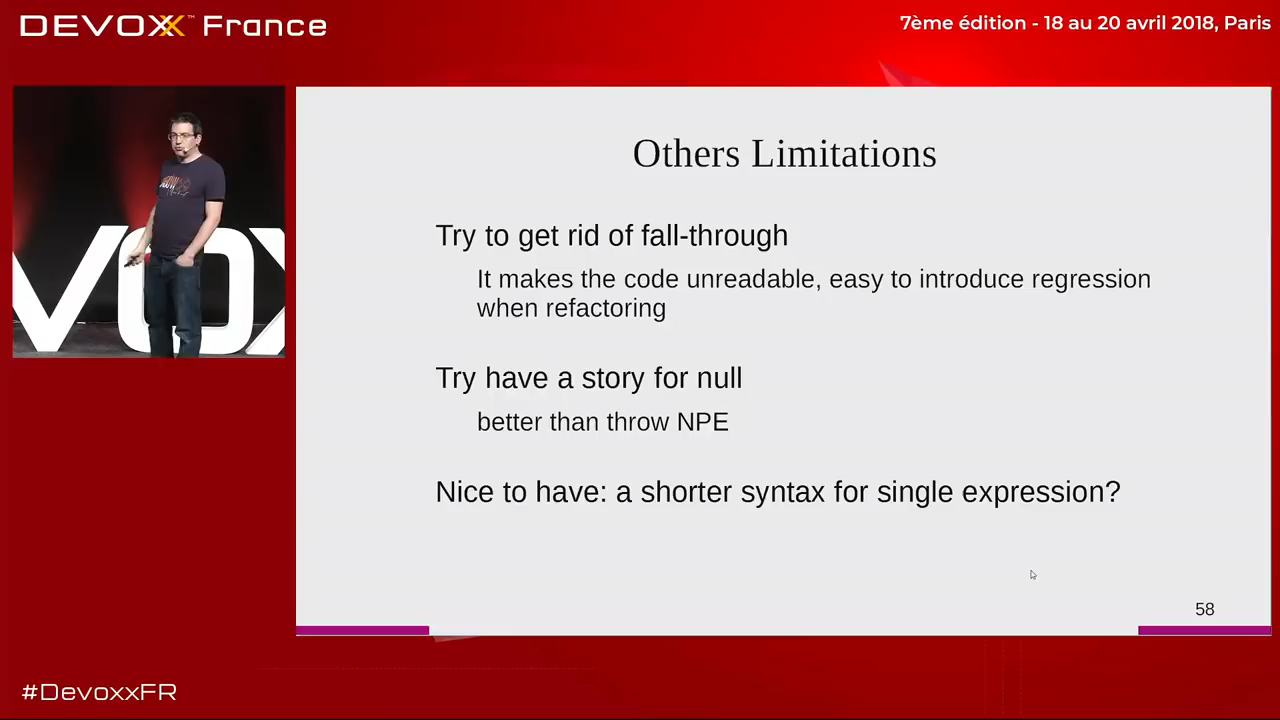 DEVOXX™ France
7ème édition - 18 au 20 avril 2018, Paris
VOX
Others Limitations
Try to get rid of fall-through
It makes the code unreadable, easy to introduce regression
when refactoring
Try have a story for null
better than throw NPE
Nice to have: a shorter syntax for single expression?
58
#DevoxxFR